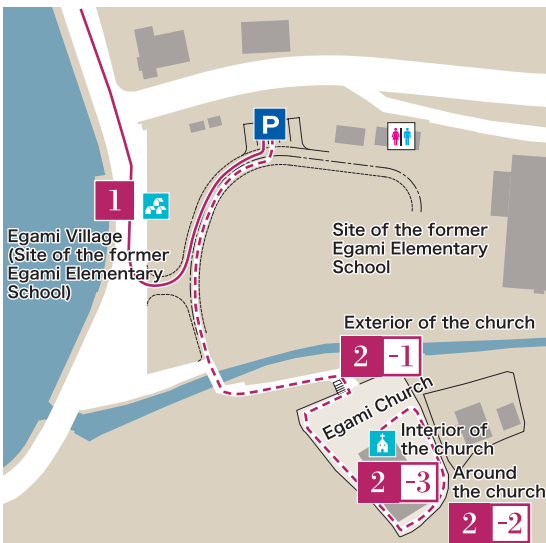 P
1
Egami Village
(Site of the former
Egami Elementary
School)
Site of the former
Egami Elementary
School
Exterior of the church
2 -1
Egami Church
Interior of
the church
2 -3
Around
the church
2 -2